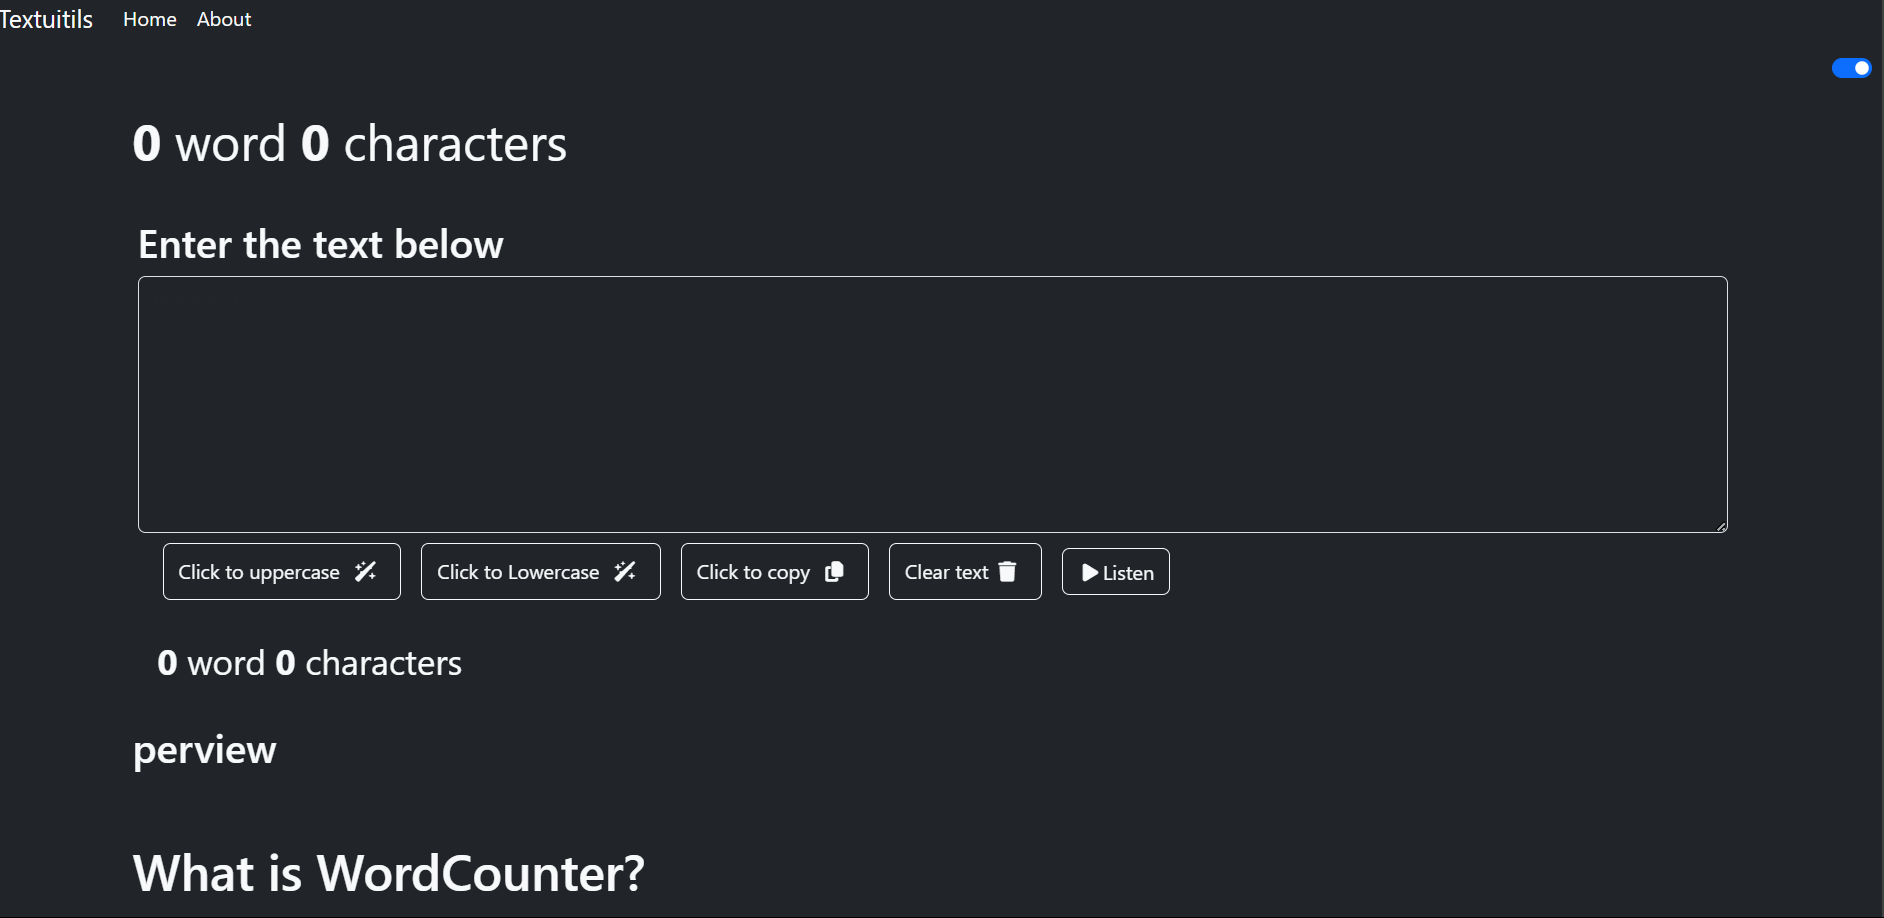 Textuitils Home About
0 word 0 characters
Enter the text below
Click to uppercase Click to Lowercase Click to copy Clear text Listen
0 word 0 characters
perview
What is WordCounter?